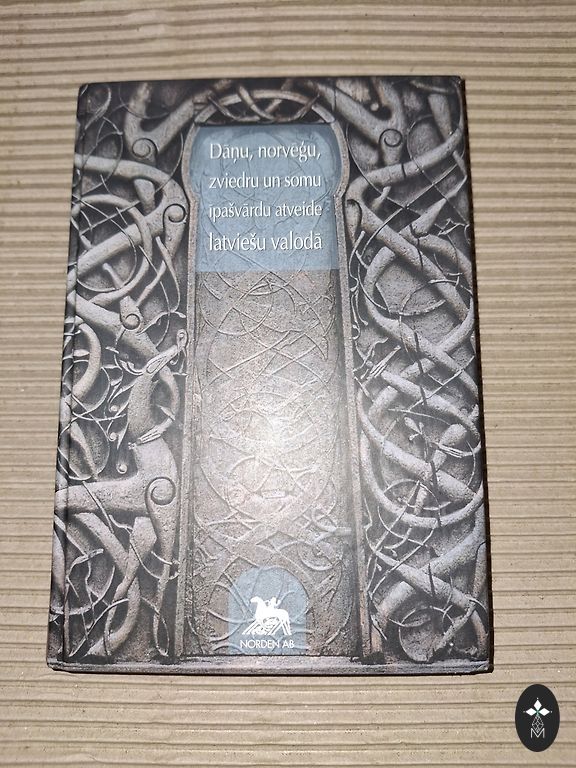 Dāņu, norvēģu,
zviedru un somu
īpašvārdu atveide
latviešu valodā
NORDEN AB
M